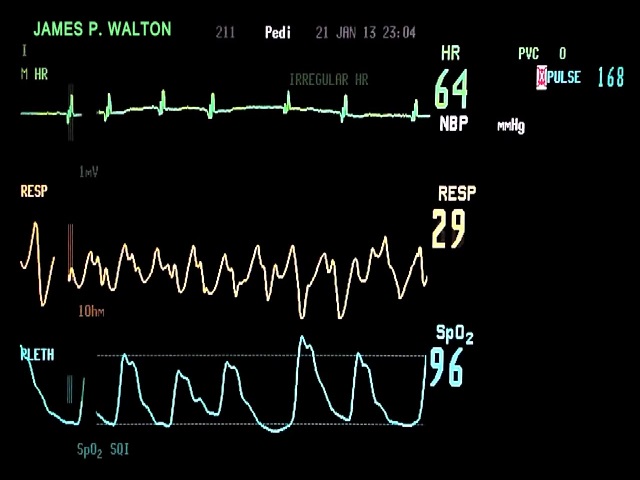 JAMES P. WALTON 211 Pedi 21 JAN 13 23:04
I
M HR
IRREGULAR HR
HR
64
PVC 0
PULSE 168
NBP mmHg
1mV
RESP
RESP
29
10hm
PLETH
SpO2
96
SpO2 SQI